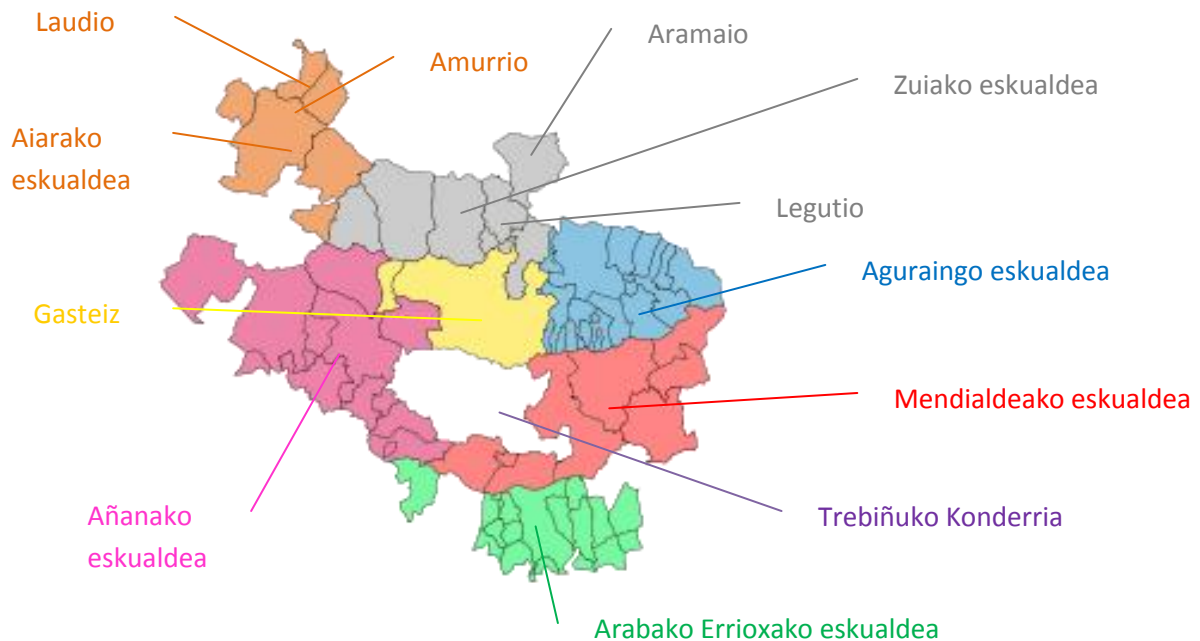 Laudio
Aramaio
Amurrio
Zuiako eskualdea
Aiarako
eskualdea
Legutio
Aguraingo eskualdea
Gasteiz
Mendialdeako eskualdea
Añanako
eskualdea
Trebiñuko Konderria
Arabako Errioxako eskualdea